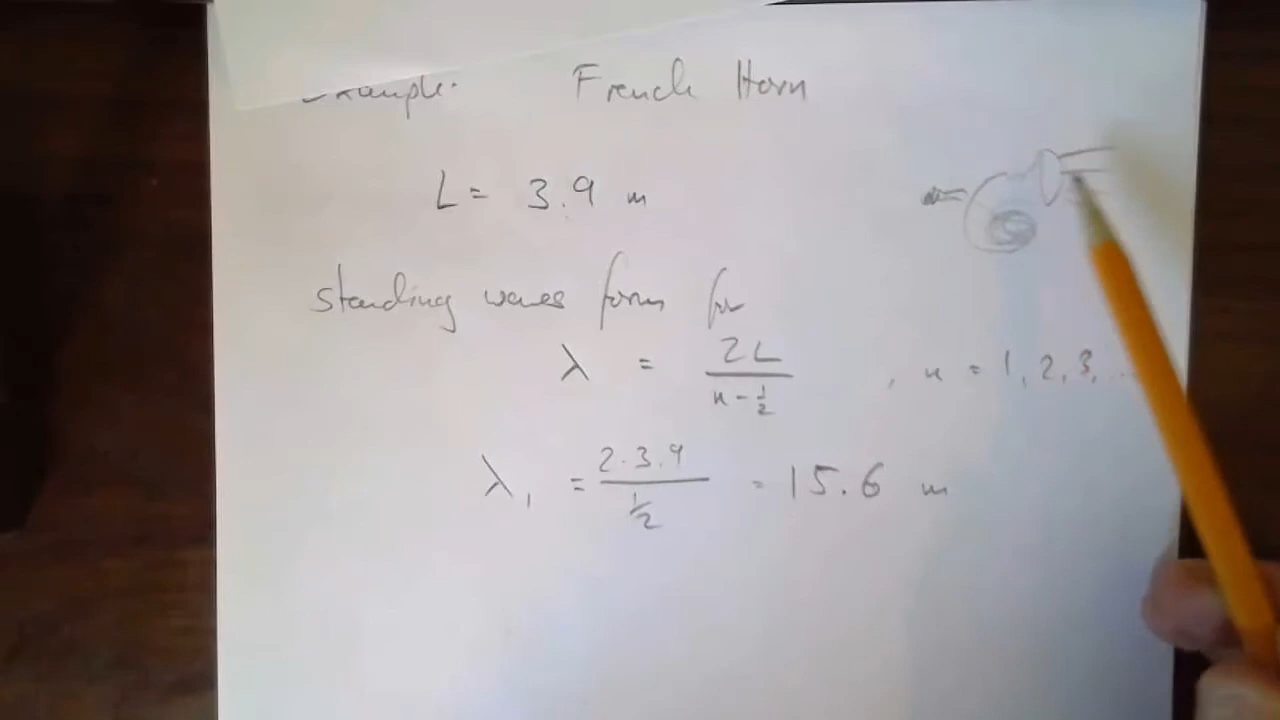 Example: French Horn
L = 3.9 m
standing waves form for
λ = 2L / (n - 1/2) , n = 1, 2, 3, ...
λ₁ = 2·3.9 / (1/2) = 15.6 m